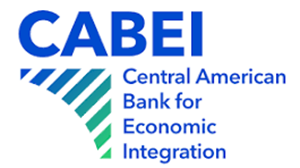 CABEI
Central American
Bank for
Economic
Integration